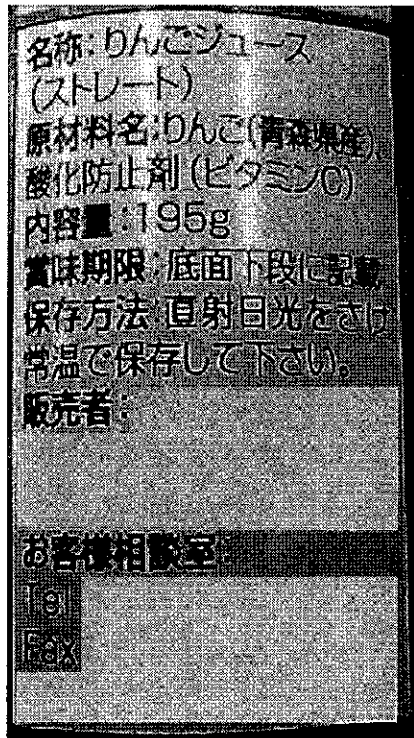 名称:りんごジュース
(ストレート)
原材料名:りんご(青森県産)、
酸化防止剤(ビタミンC)
内容量:195g
賞味期限:底面下段に記載
保存方法:直射日光をさけ
常温で保存して下さい。
販売者:
お客様相談室:
Tel
Fax